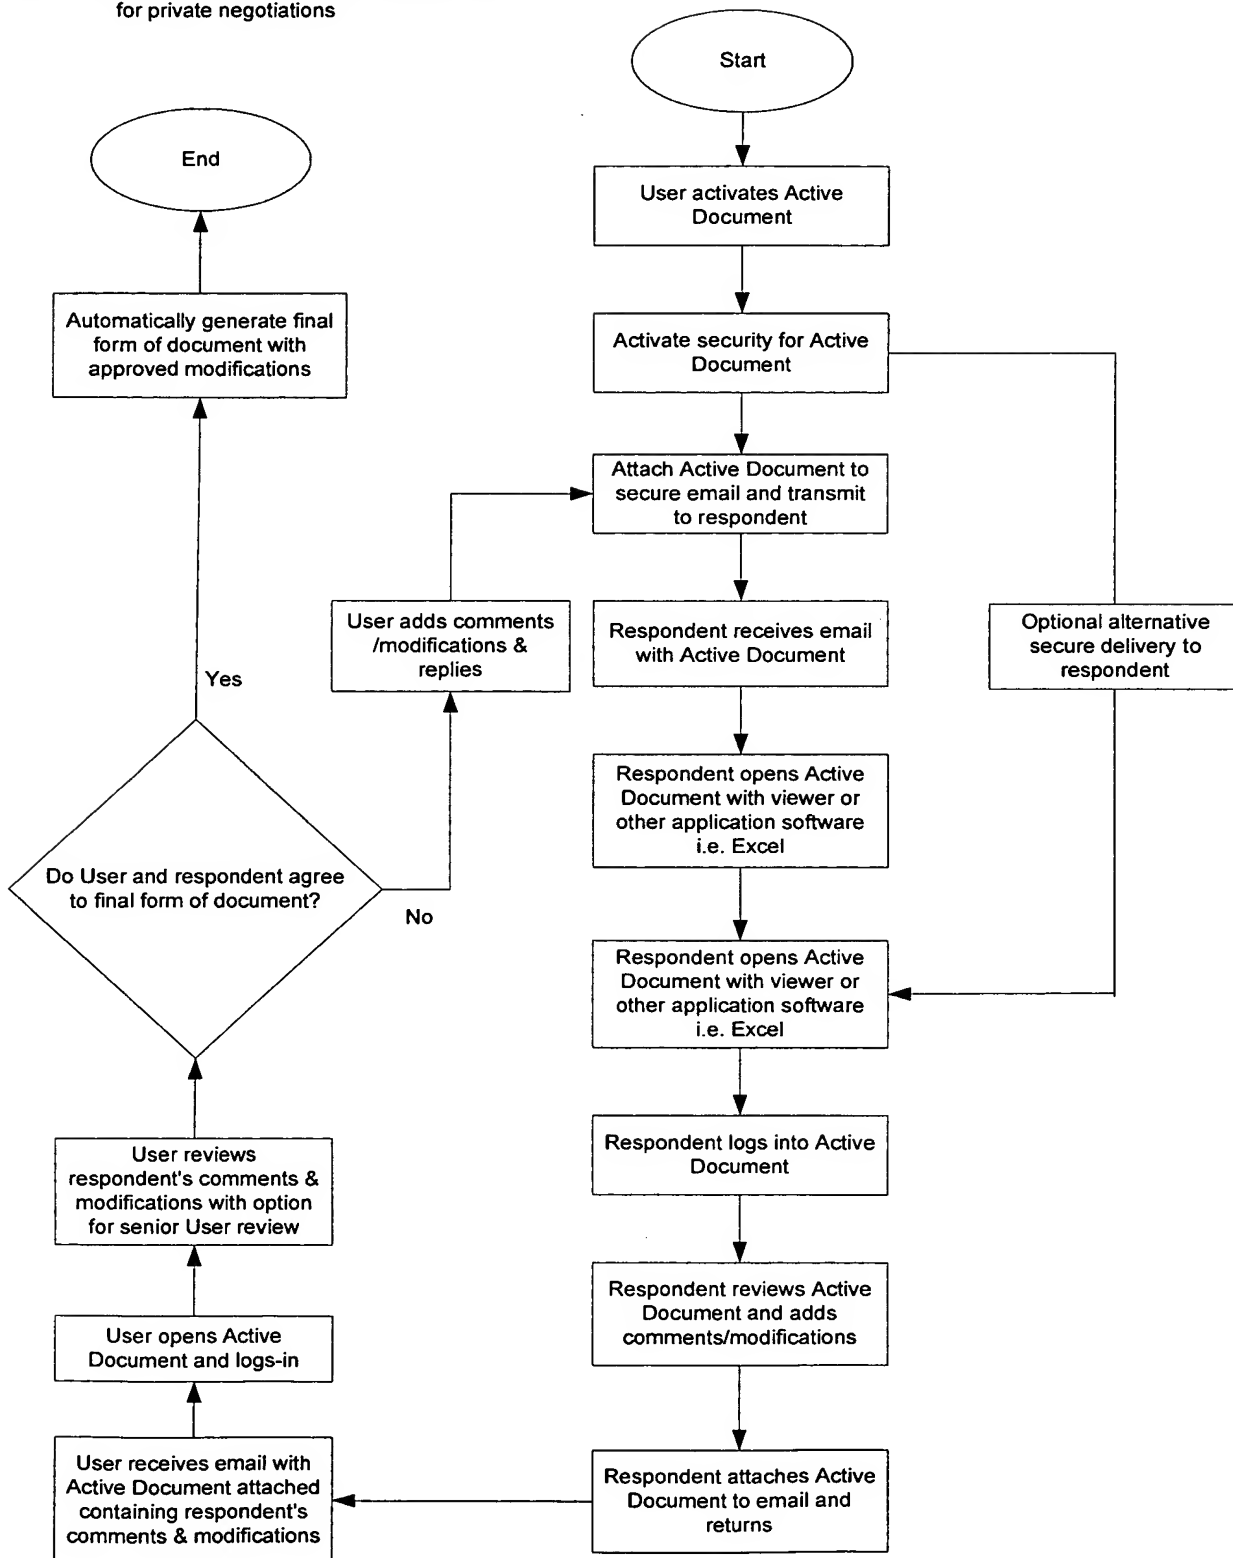 for private negotiations
Start
End
User activates Active
Document
Automatically generate final
form of document with
approved modifications
Activate security for Active
Document
Attach Active Document to
secure email and transmit
to respondent
User adds comments
/modifications &
replies
Respondent receives email
with Active Document
Optional alternative
secure delivery to
respondent
Yes
Respondent opens Active
Document with viewer or
other application software
i.e. Excel
Do User and respondent agree
to final form of document?
No
Respondent opens Active
Document with viewer or
other application software
i.e. Excel
Respondent logs into Active
Document
User reviews
respondent's comments &
modifications with option
for senior User review
Respondent reviews Active
Document and adds
comments/modifications
User opens Active
Document and logs-in
User receives email with
Active Document attached
containing respondent's
comments & modifications
Respondent attaches Active
Document to email and
returns